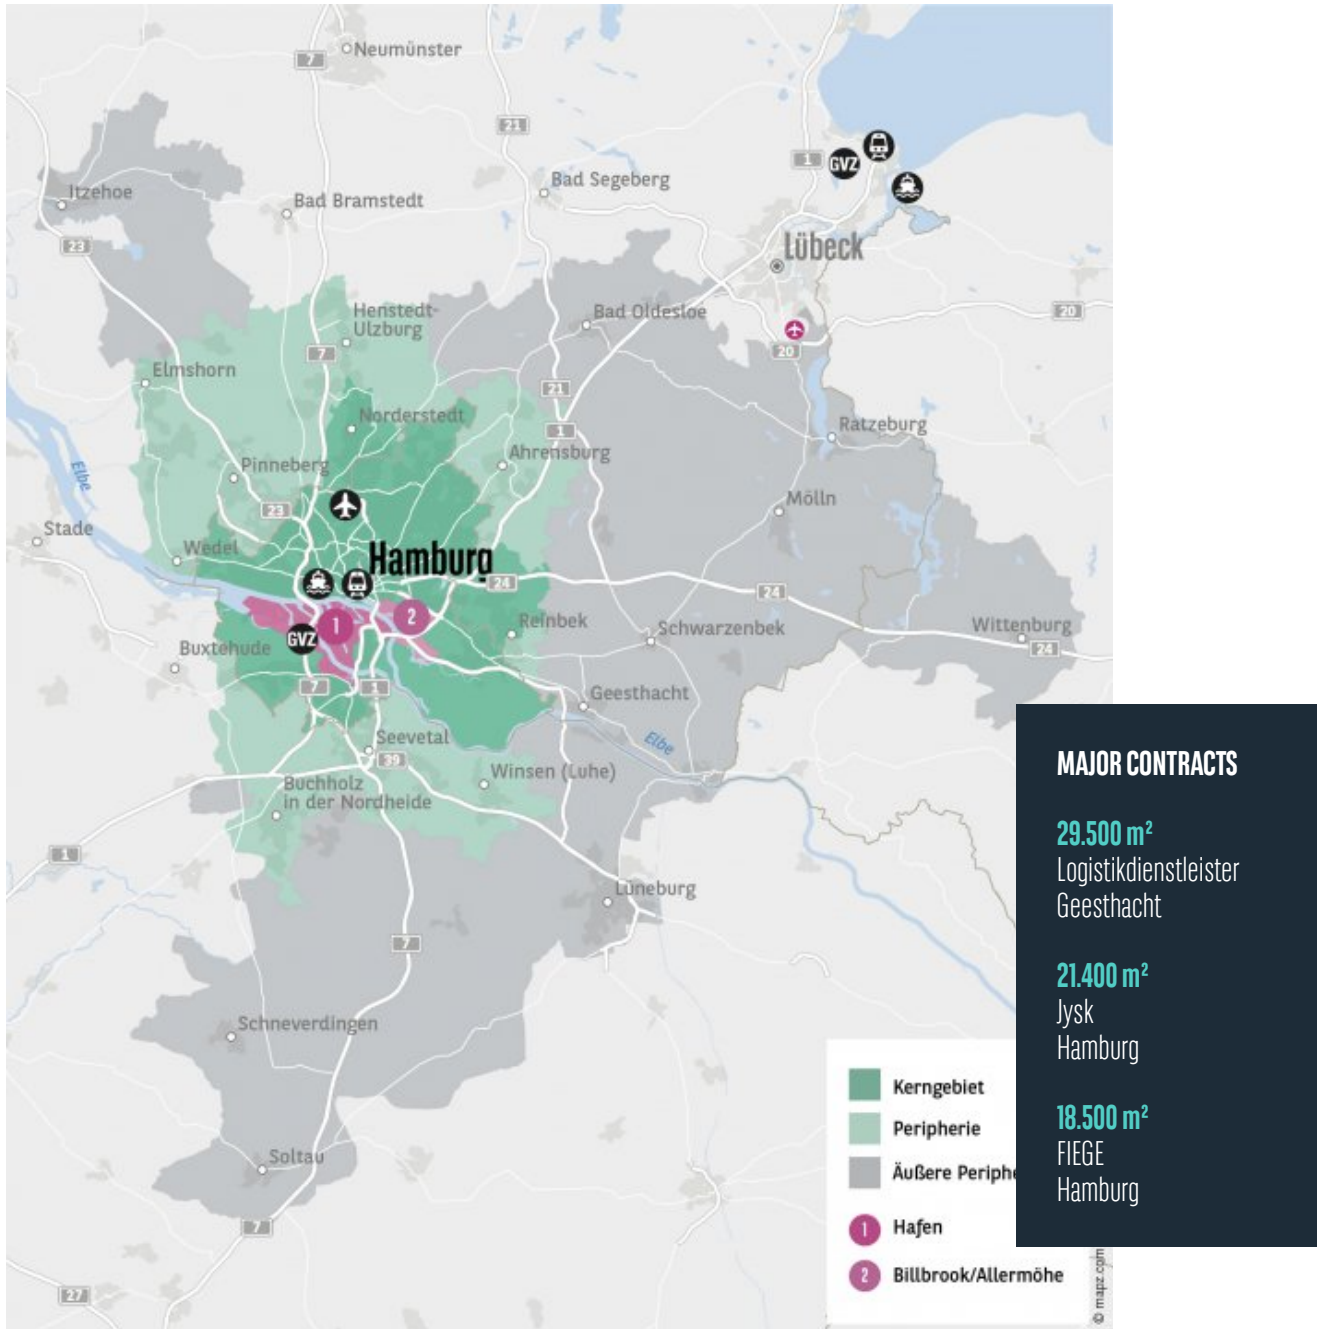 Neumünster
7
21
1
GVZ
Itzehoe
Bad Bramstedt
Bad Segeberg
Lübeck
23
Henstedt-
Ulzburg
Bad Oldesloe
20
7
20
Elmshorn
21
Norderstedt
1
Ratzeburg
Pinneberg
Ahrensburg
Elbe
23
Mölln
Stade
Wedel
Hamburg
24
24
1
2
Reinbek
Schwarzenbek
Wittenburg
GVZ
24
Buxtehude
7
1
Geesthacht
Seevetal
Elbe
39
Winsen (Luhe)
Buchholz
in der Nordheide
1
Lüneburg
7
Schneverdingen
Soltau
7
27
Kerngebiet
Peripherie
Äußere Periphe
1
Hafen
2
Billbrook/Allermöhe
© mapz.com
MAJOR CONTRACTS
29.500 m²
Logistikdienstleister
Geesthacht
21.400 m²
Jysk
Hamburg
18.500 m²
FIEGE
Hamburg